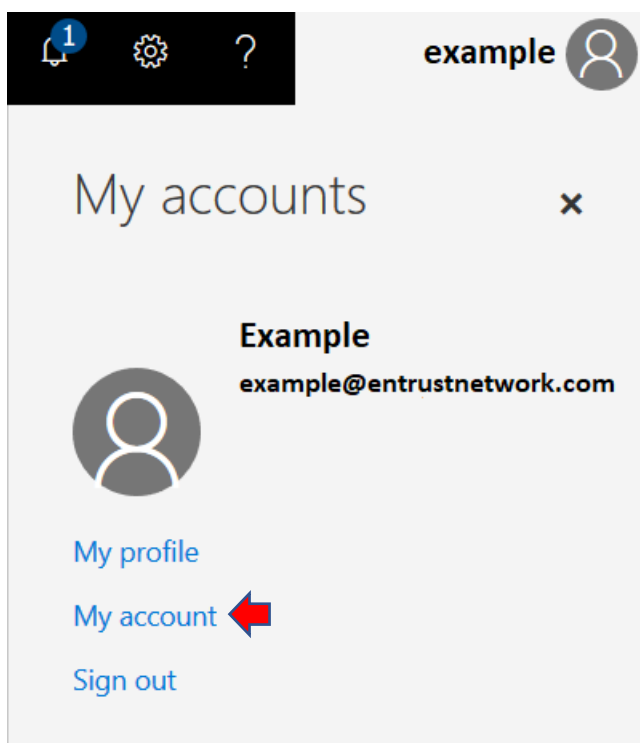 1
?
example
My accounts
×
Example
example@entrustnetwork.com
My profile
My account
Sign out